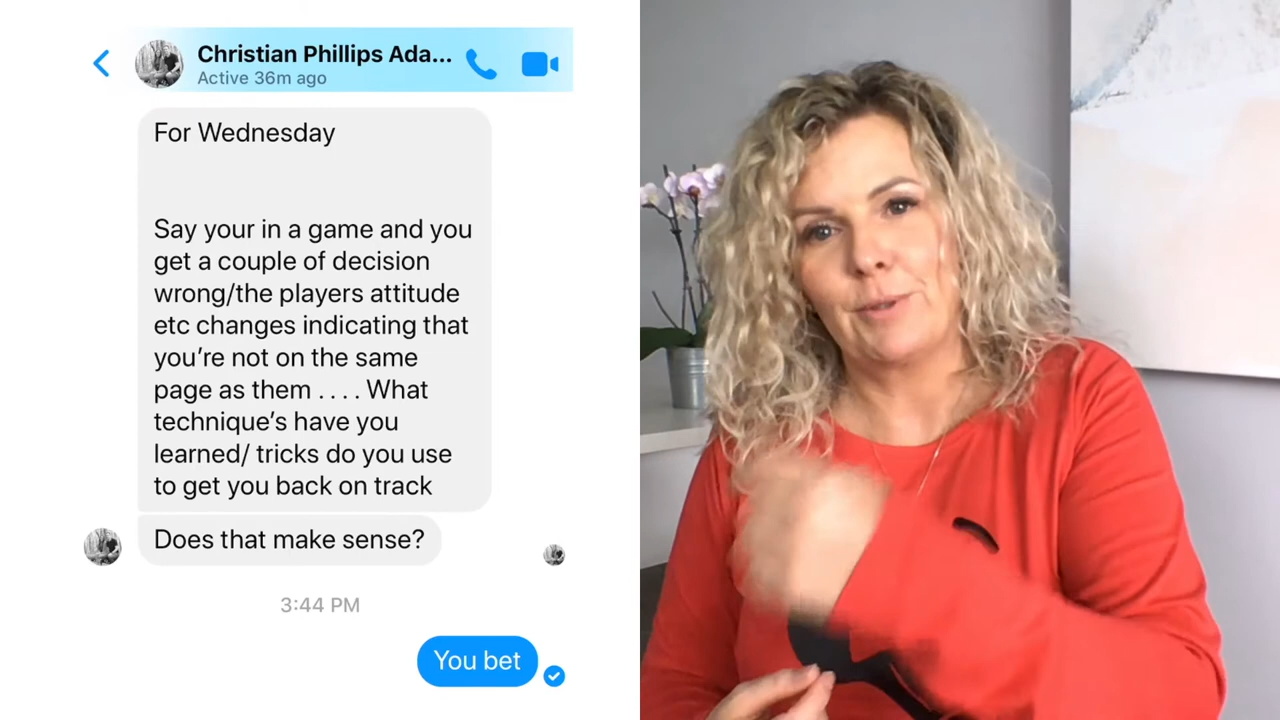 Christian Phillips Ada...
Active 36m ago
For Wednesday
Say your in a game and you
get a couple of decision
wrong/the players attitude
etc changes indicating that
you’re not on the same
page as them . . . . What
technique’s have you
learned/ tricks do you use
to get you back on track
Does that make sense?
3:44 PM
You bet